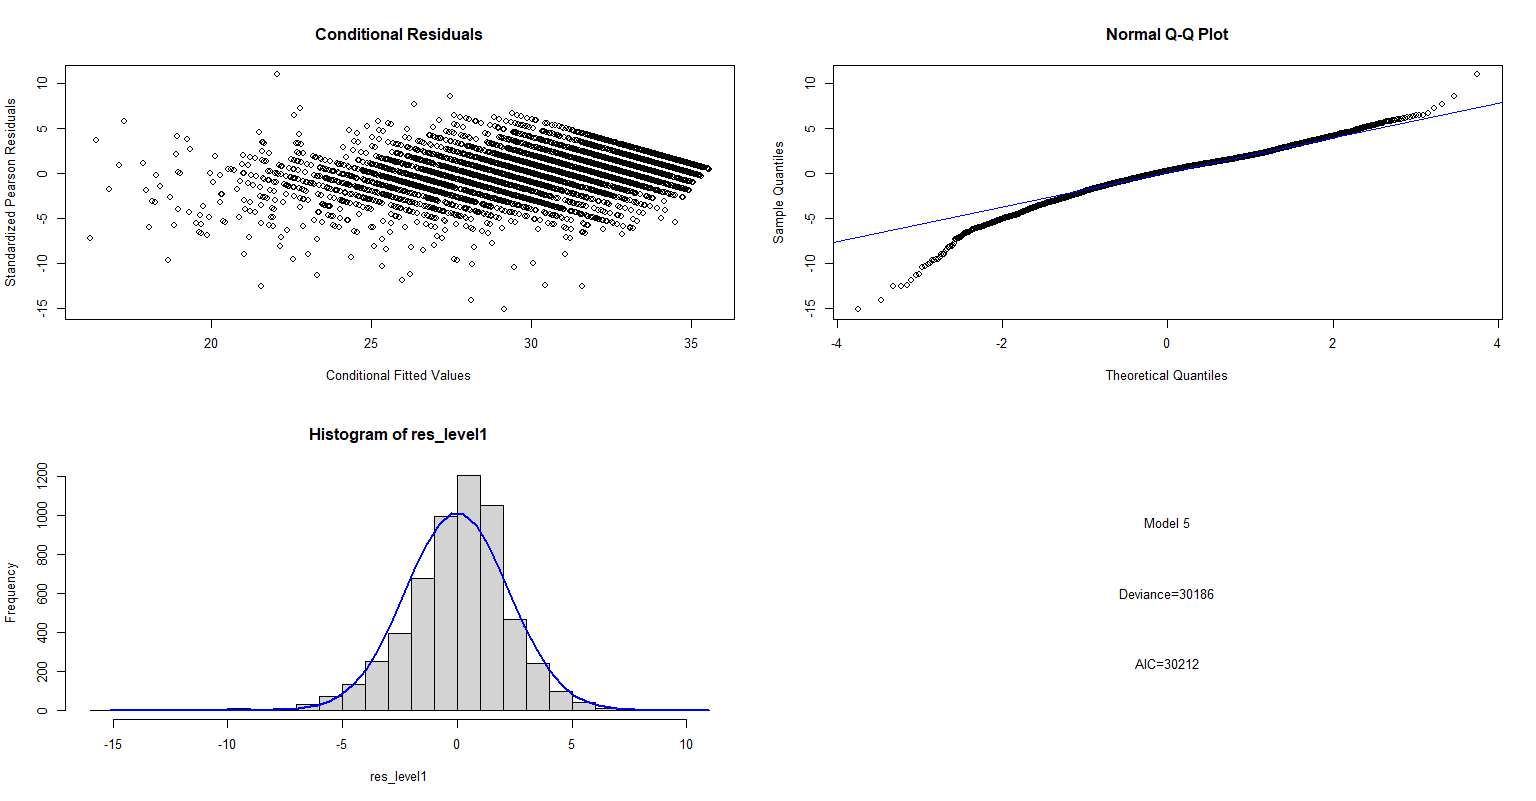 Conditional Residuals
Standardized Pearson Residuals
10
5
0
-5
-10
-15
20
25
30
35
Conditional Fitted Values
Normal Q-Q Plot
Sample Quantiles
10
5
0
-5
-10
-15
-4
-2
0
2
4
Theoretical Quantiles
Histogram of res_level1
Frequency
1200
1000
800
600
400
200
0
-15
-10
-5
0
5
10
res_level1
Model 5
Deviance=30186
AIC=30212